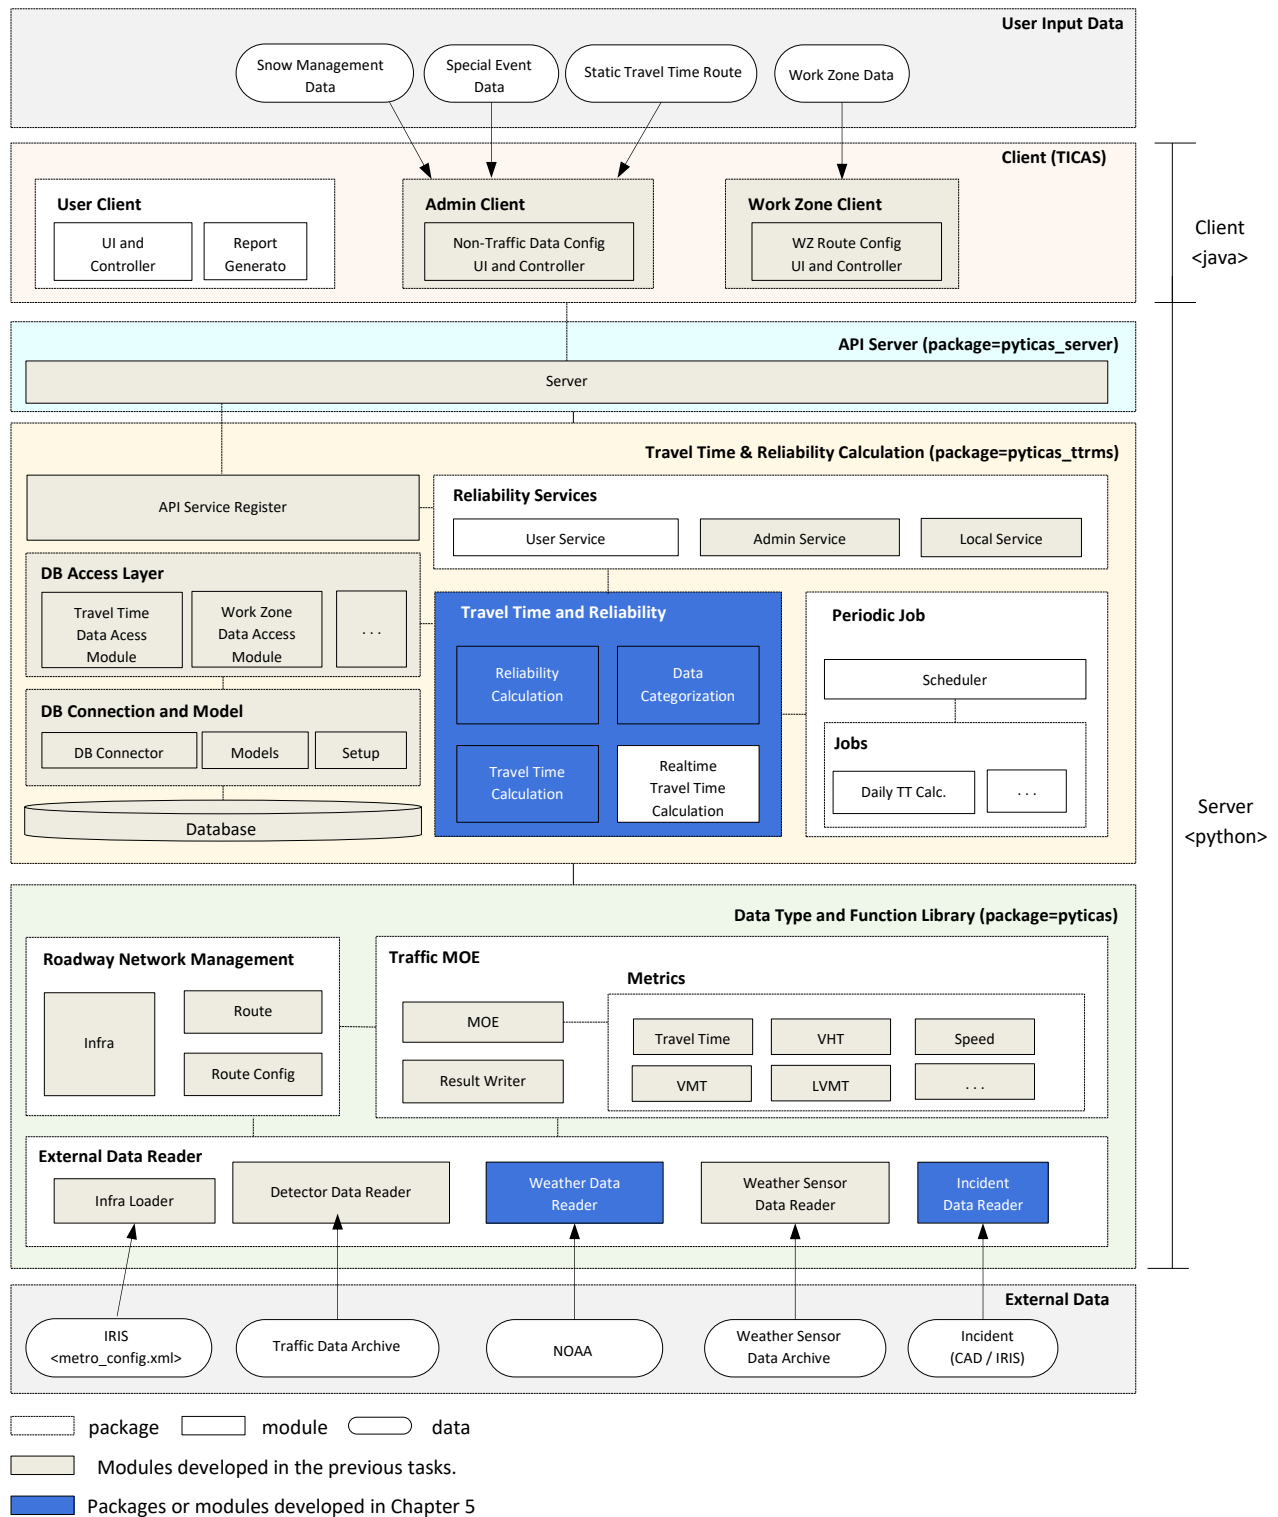 User Input Data
Snow Management
Data
Special Event
Data
Static Travel Time Route
Work Zone Data
Client (TICAS)
User Client
UI and
Controller
Report
Generato
Admin Client
Non-Traffic Data Config
UI and Controller
Work Zone Client
WZ Route Config
UI and Controller
Client
<java>
API Server (package=pyticas_server)
Server
Travel Time & Reliability Calculation (package=pyticas_ttrms)
API Service Register
Reliability Services
User Service
Admin Service
Local Service
DB Access Layer
Travel Time
Data Acess
Module
Work Zone
Data Access
Module
. . .
DB Connection and Model
DB Connector
Models
Setup
Database
Travel Time and Reliability
Reliability
Calculation
Data
Categorization
Travel Time
Calculation
Realtime
Travel Time
Calculation
Periodic Job
Scheduler
Jobs
Daily TT Calc.
. . .
Server
<python>
Data Type and Function Library (package=pyticas)
Roadway Network Management
Infra
Route
Route Config
Traffic MOE
MOE
Result Writer
Metrics
Travel Time
VHT
Speed
VMT
LVMT
. . .
External Data Reader
Infra Loader
Detector Data Reader
Weather Data
Reader
Weather Sensor
Data Reader
Incident
Data Reader
External Data
IRIS
<metro_config.xml>
Traffic Data Archive
NOAA
Weather Sensor
Data Archive
Incident
(CAD / IRIS)
package
module
data
Modules developed in the previous tasks.
Packages or modules developed in Chapter 5